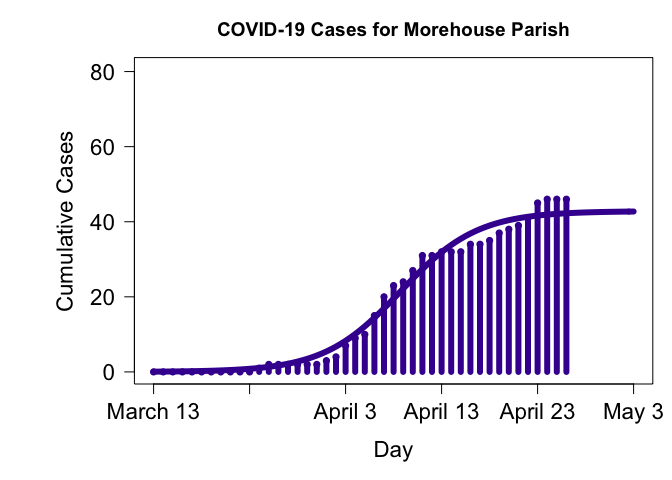 COVID-19 Cases for Morehouse Parish
80
60
40
20
0
Cumulative Cases
March 13 April 3 April 13 April 23 May 3
Day